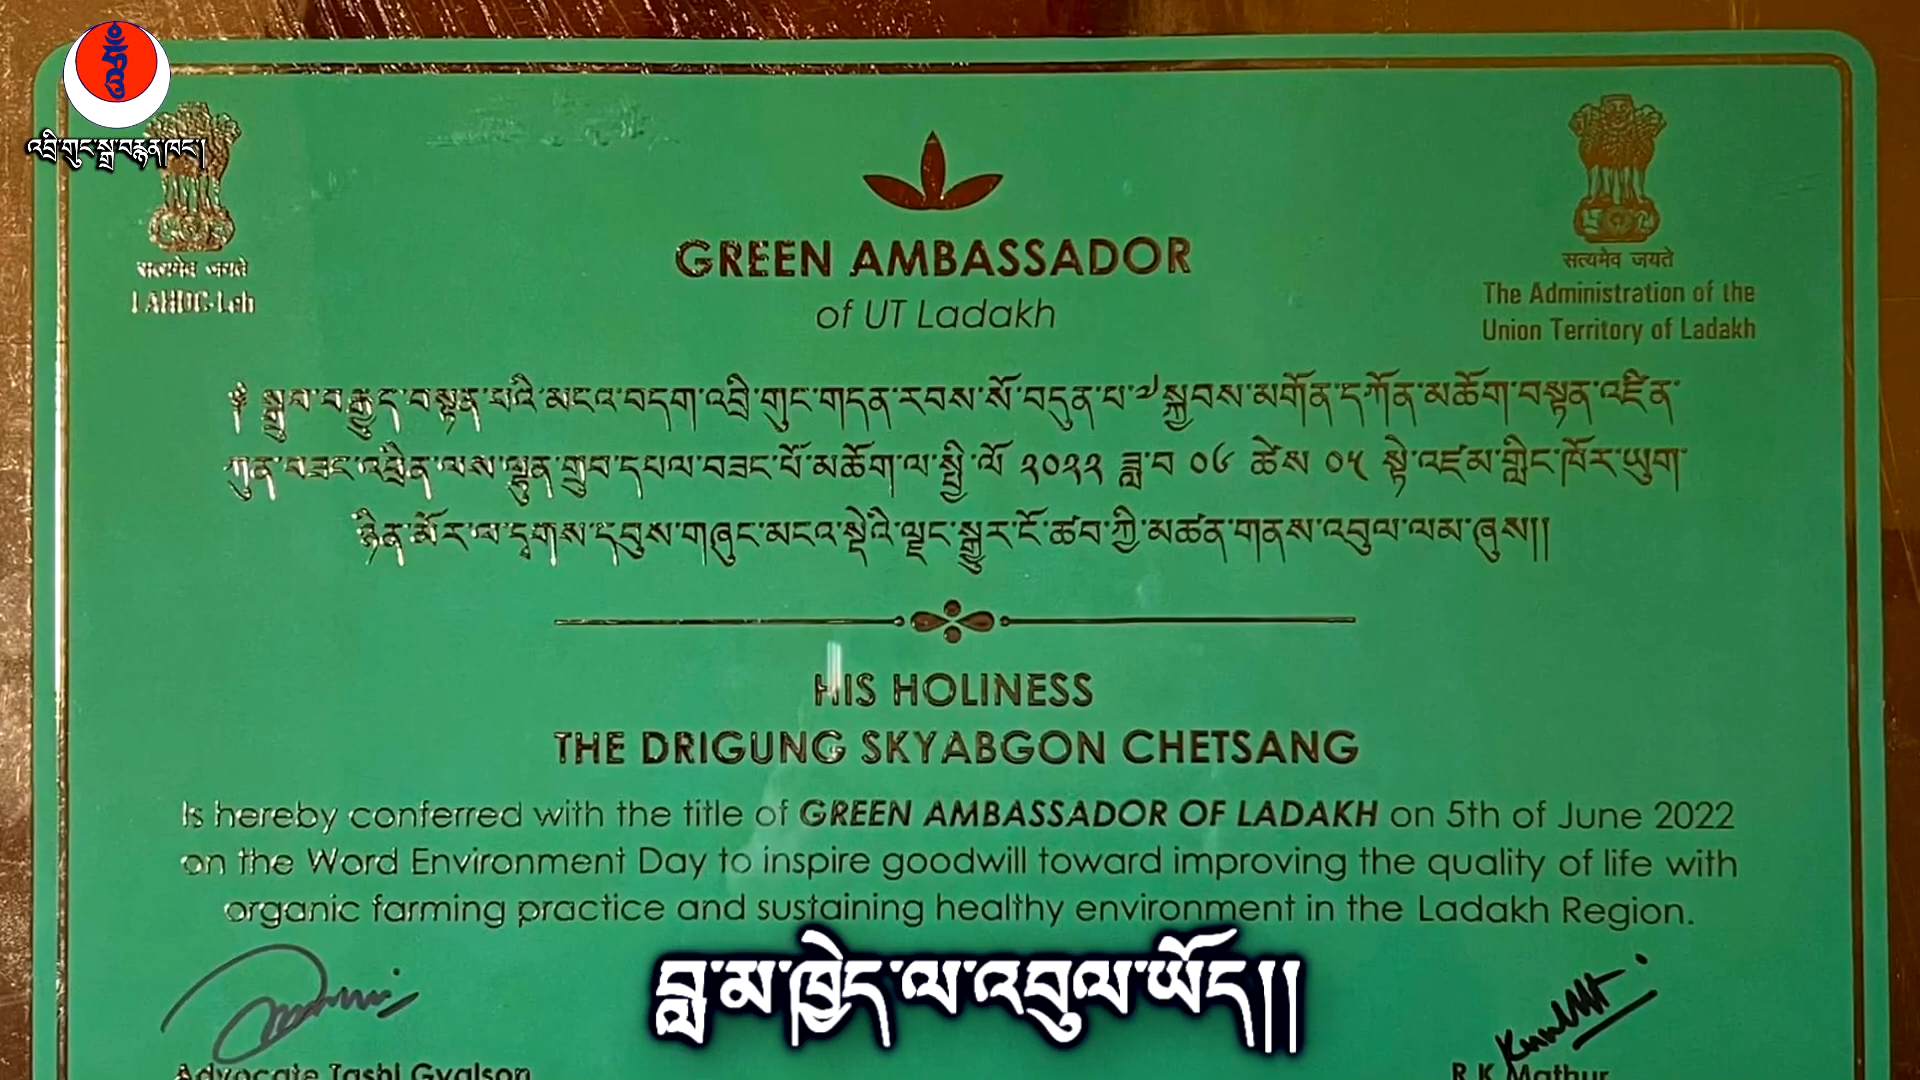 འབྲི་གུང་སྒྲ་བརྙན་ཁང་།
सत्यमेव जयते
LAHDC-Leh
GREEN AMBASSADOR
of UT Ladakh
सत्यमेव जयते
The Administration of the
Union Territory of Ladakh
༈ སྒྲུབ་བརྒྱུད་བསྟན་པའི་མངའ་བདག་འབྲི་གུང་གདན་རབས་སོ་བདུན་པ་༧སྐྱབས་མགོན་དཀོན་མཆོག་བསྟན་འཛིན་
ཀུན་བཟང་འཕྲིན་ལས་ལྷུན་གྲུབ་དཔལ་བཟང་པོ་མཆོག་ལ་སྤྱི་ལོ་ ༢༠༢༢ ཟླ་བ ༠༦ ཚེས ༠༥ སྟེ་འཛམ་གླིང་ཁོར་ཡུག་
ཉིན་མོར་ལ་དྭགས་དབུས་གཞུང་མངའ་སྡེའི་ལྗང་སྒྱུར་ངོ་ཚབ་ཀྱི་མཚན་གནས་འབུལ་ལམ་ཞུས།།
HIS HOLINESS
THE DRIGUNG SKYABGON CHETSANG
Is hereby conferred with the title of GREEN AMBASSADOR OF LADAKH on 5th of June 2022
on the Word Environment Day to inspire goodwill toward improving the quality of life with
organic farming practice and sustaining healthy environment in the Ladakh Region.
བླ་མ་ཁྱེད་ལ་འབུལ་ཡོད།།
Advocate Tashi Gyalson
R.K Mathur